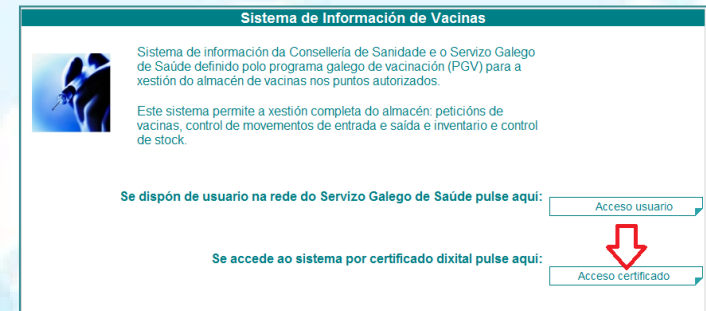 Sistema de Información de Vacinas
Sistema de información da Consellería de Sanidade e o Servizo Galego
de Saúde definido polo programa galego de vacinación (PGV) para a
xestión do almacén de vacinas nos puntos autorizados.
Este sistema permite a xestión completa do almacén: peticións de
vacinas, control de movementos de entrada e saída e inventario e control
de stock.
Se dispón de usuario na rede do Servizo Galego de Saúde pulse aquí:
Acceso usuario
Se accede ao sistema por certificado dixital pulse aquí:
Acceso certificado